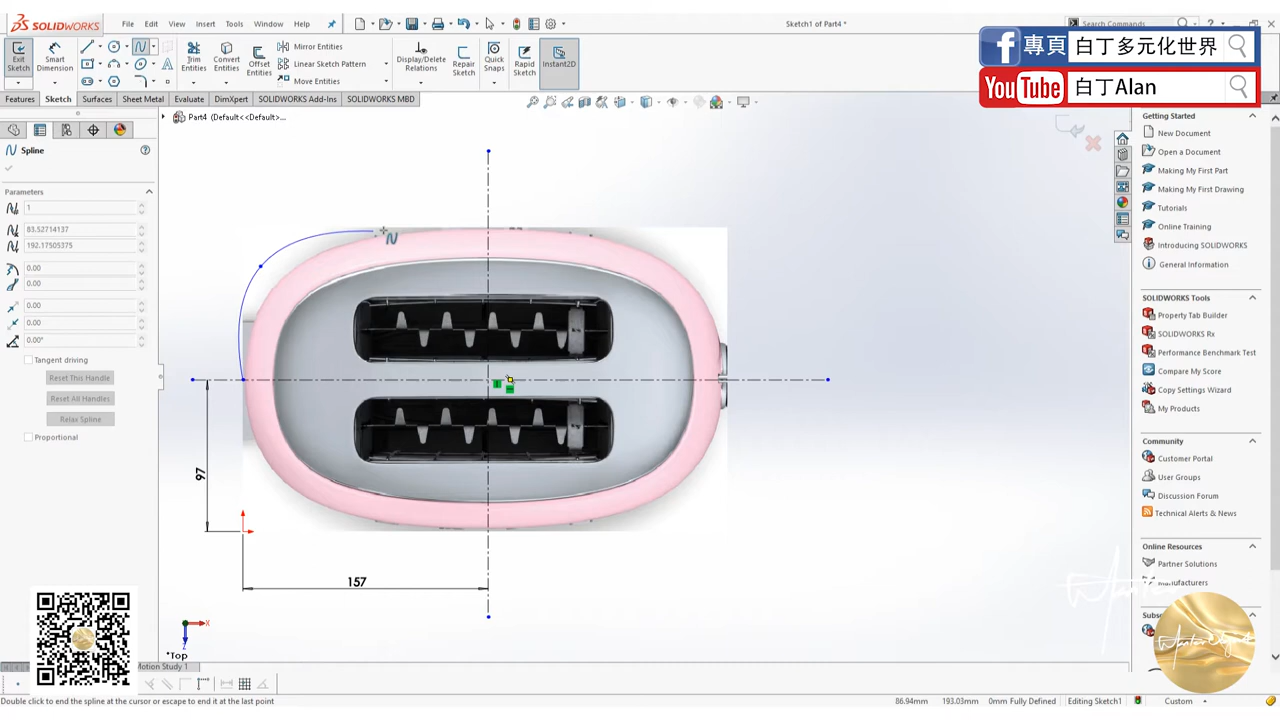 SOLIDWORKS
File
Edit
View
Insert
Tools
Window
Help
Sketch1 of Part4 *
Search Commands
專頁
白丁多元化世界
YouTube
白丁Alan
Exit Sketch
Smart Dimension
Trim Entities
Convert Entities
Offset Entities
Mirror Entities
Linear Sketch Pattern
Move Entities
Display/Delete Relations
Repair Sketch
Quick Snaps
Rapid Sketch
Instant2D
Features
Sketch
Surfaces
Sheet Metal
Evaluate
DimXpert
SOLIDWORKS Add-Ins
SOLIDWORKS MBD
Part4 (Default<<Default>...
Spline
Parameters
1
83.52714137
192.17505375
0.00
0.00
0.00
0.00
0.00°
Tangent driving
Reset This Handle
Reset All Handles
Relax Spline
Proportional
97
157
X
Z
*Top
Getting Started
New Document
Open a Document
Making My First Part
Making My First Drawing
Tutorials
Online Training
Introducing SOLIDWORKS
General Information
SOLIDWORKS Tools
Property Tab Builder
SOLIDWORKS Rx
Performance Benchmark Test
Compare My Score
Copy Settings Wizard
My Products
Community
Customer Portal
User Groups
Discussion Forum
Technical Alerts & News
Online Resources
Partner Solutions
Manufacturers
Motion Study 1
Double click to end the spline at the cursor or escape to end it at the last point
86.94mm
193.03mm
0mm
Fully Defined
Editing Sketch1
Custom